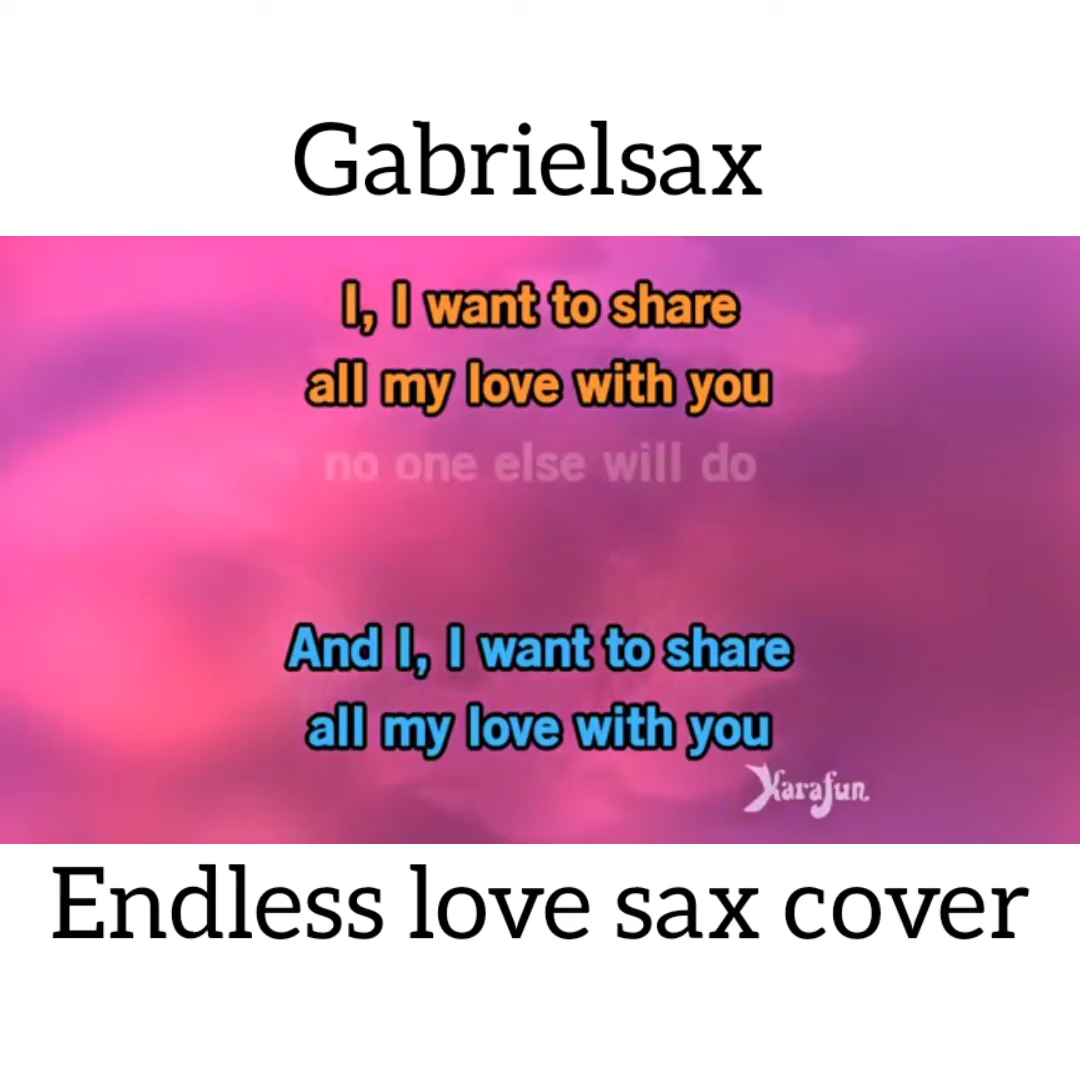 Gabrielsax
I, I want to share
all my love with you
no one else will do
And I, I want to share
all my love with you
Karafun
Endless love sax cover